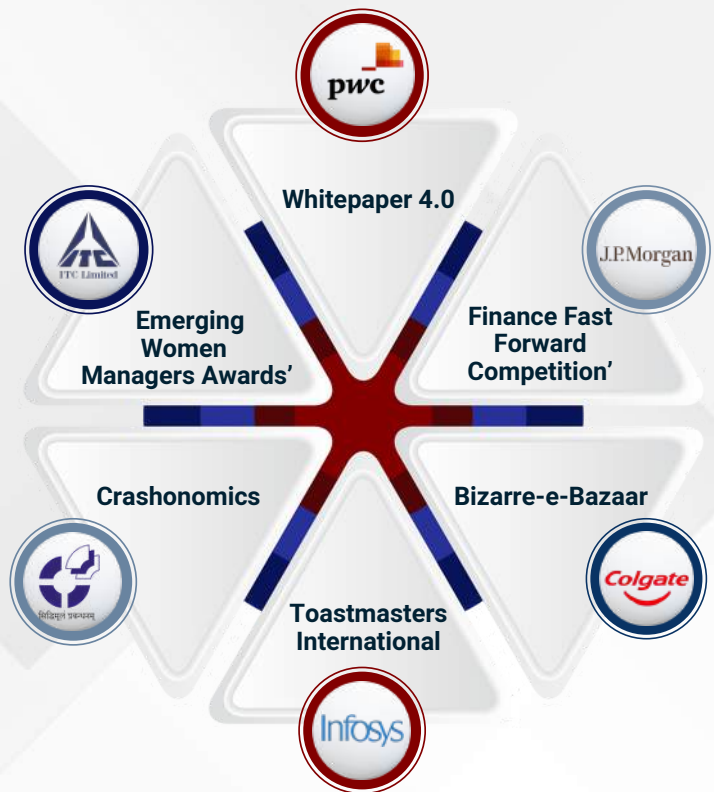 pwc
Whitepaper 4.0
ITC
ITC Limited
J.P.Morgan
Emerging
Women
Managers Awards’
Finance Fast
Forward
Competition’
Crashonomics
Bizarre-e-Bazaar
सिद्धिमूलं प्रबन्धनम्
Colgate
Toastmasters
International
Infosys